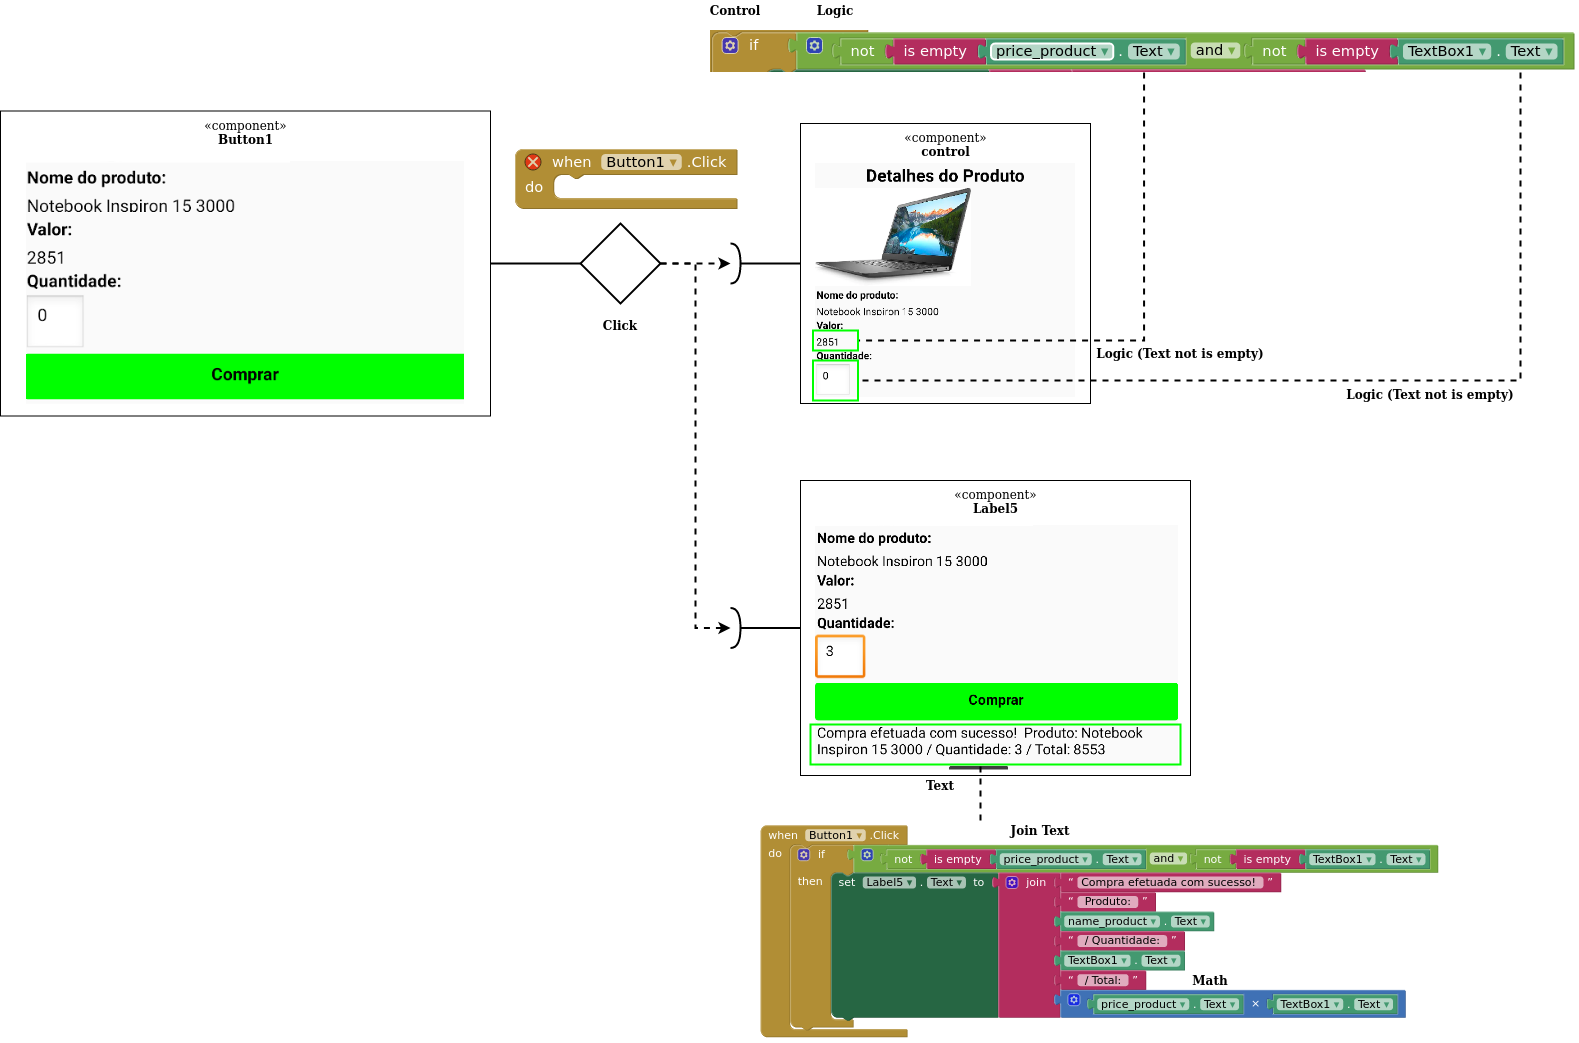 Control Logic
if not is empty price_product . Text and not is empty TextBox1 . Text
«component»
Button1
Nome do produto:
Notebook Inspiron 15 3000
Valor:
2851
Quantidade:
0
Comprar
when Button1 .Click
do
Click
«component»
control
Detalhes do Produto
Nome do produto:
Notebook Inspiron 15 3000
Valor:
2851
Quantidade:
0
Logic (Text not is empty)
Logic (Text not is empty)
«component»
Label5
Nome do produto:
Notebook Inspiron 15 3000
Valor:
2851
Quantidade:
3
Comprar
Compra efetuada com sucesso! Produto: Notebook
Inspiron 15 3000 / Quantidade: 3 / Total: 8553
Text
Join Text
when Button1 .Click
do if not is empty price_product . Text and not is empty TextBox1 . Text
then set Label5 . Text to join “ Compra efetuada com sucesso! ”
“ Produto: ”
name_product . Text
“ / Quantidade: ”
TextBox1 . Text
“ / Total: ”
Math
price_product . Text × TextBox1 . Text